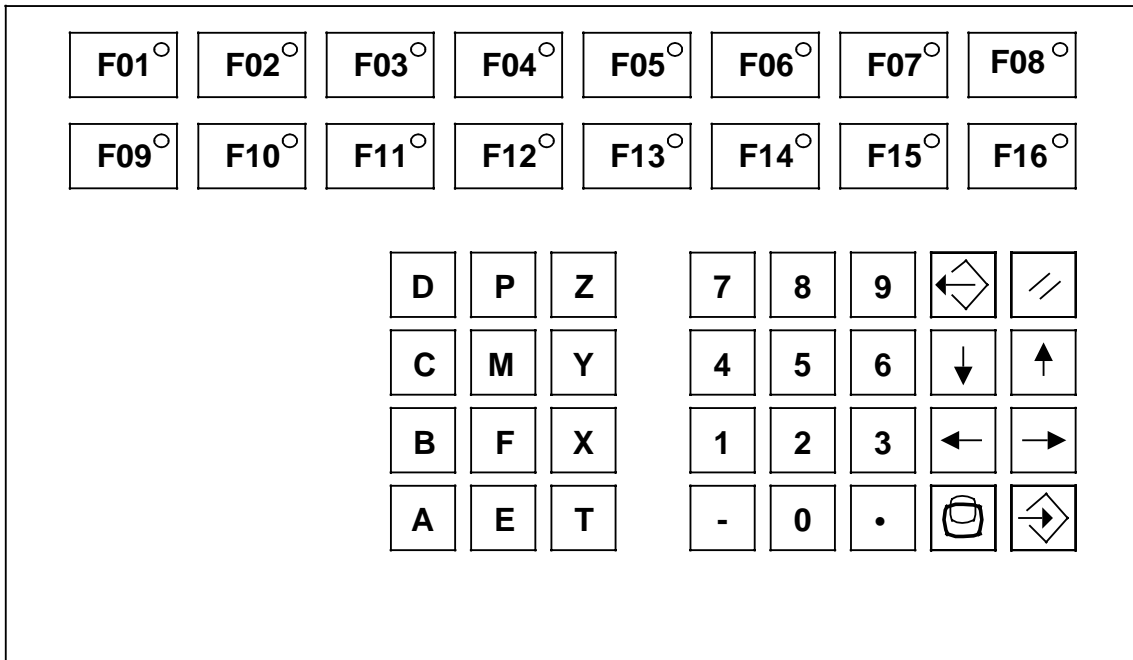 F01 F02 F03 F04 F05 F06 F07 F08
F09 F10 F11 F12 F13 F14 F15 F16
D P Z 7 8 9
C M Y 4 5 6
B F X 1 2 3
A E T - 0 •